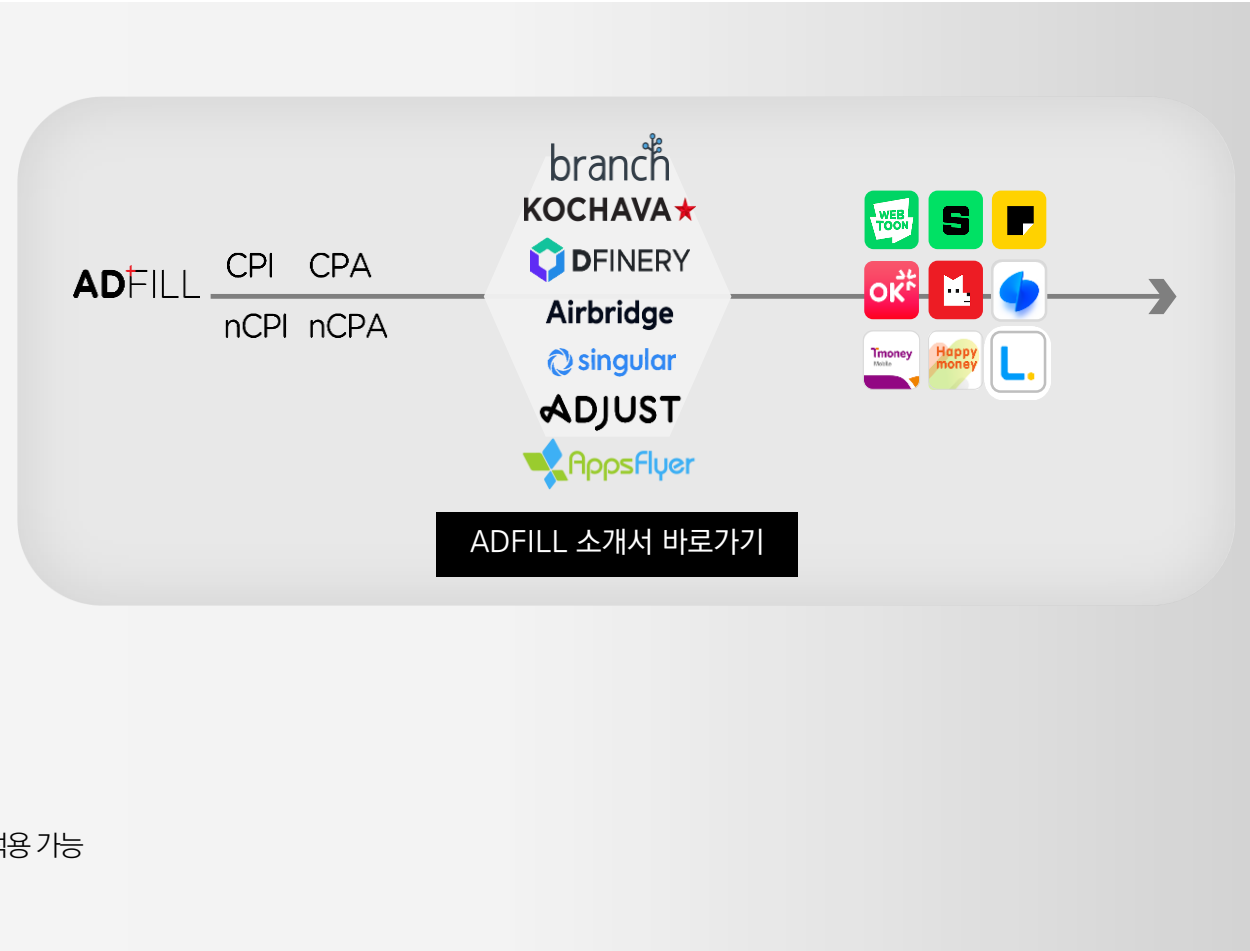 branch
KOCHAVA
DFINERY
Airbridge
singular
ADJUST
AppsFlyer
ADFILL
CPI CPA
nCPI nCPA
WEB
TOON
S
OK
Tmoney
Mobile
Happy
money
L.
ADFILL 소개서 바로가기
용 가능